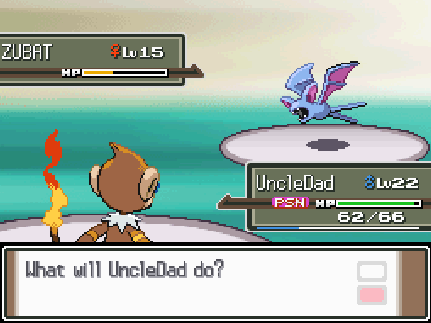 ZUBAT ♀Lv15
HP
UncleDad ♂Lv22
PSN HP
62/66
What will UncleDad do?